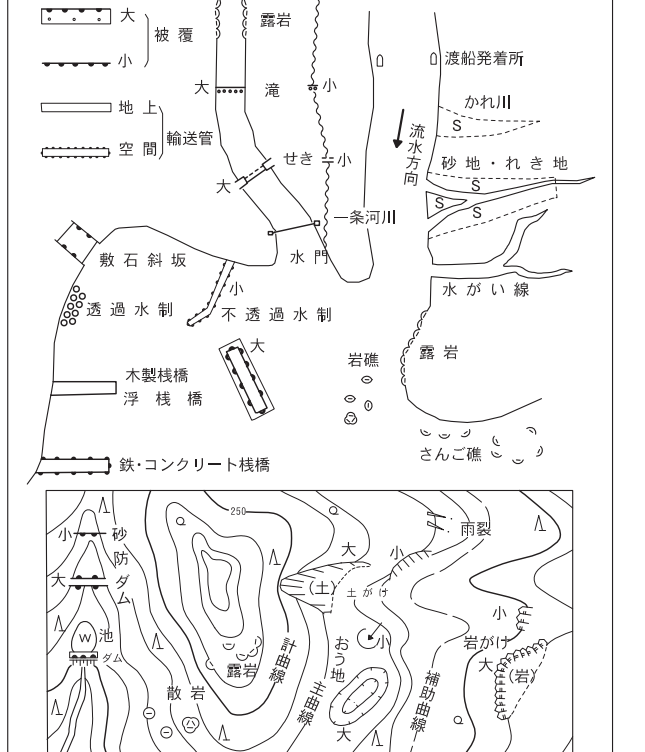 大
小
被覆
地上
空間
輸送管
露岩
大
滝
小
せき
小
大
一条河川
水門
渡船発着所
かれ川
S
流水方向
砂地・れき地
S
S
S
水がい線
敷石斜坂
小
透過水制
不透過水制
大
木製桟橋
浮桟橋
鉄・コンクリート桟橋
岩礁
露岩
さんご礁
250
小
砂防ダム
大
W
池
ダム
大
小
雨裂
(土)
土がけ
小
岩がけ
大
(岩)
小
おう地
大
露岩
散岩
計曲線
主曲線
補助曲線